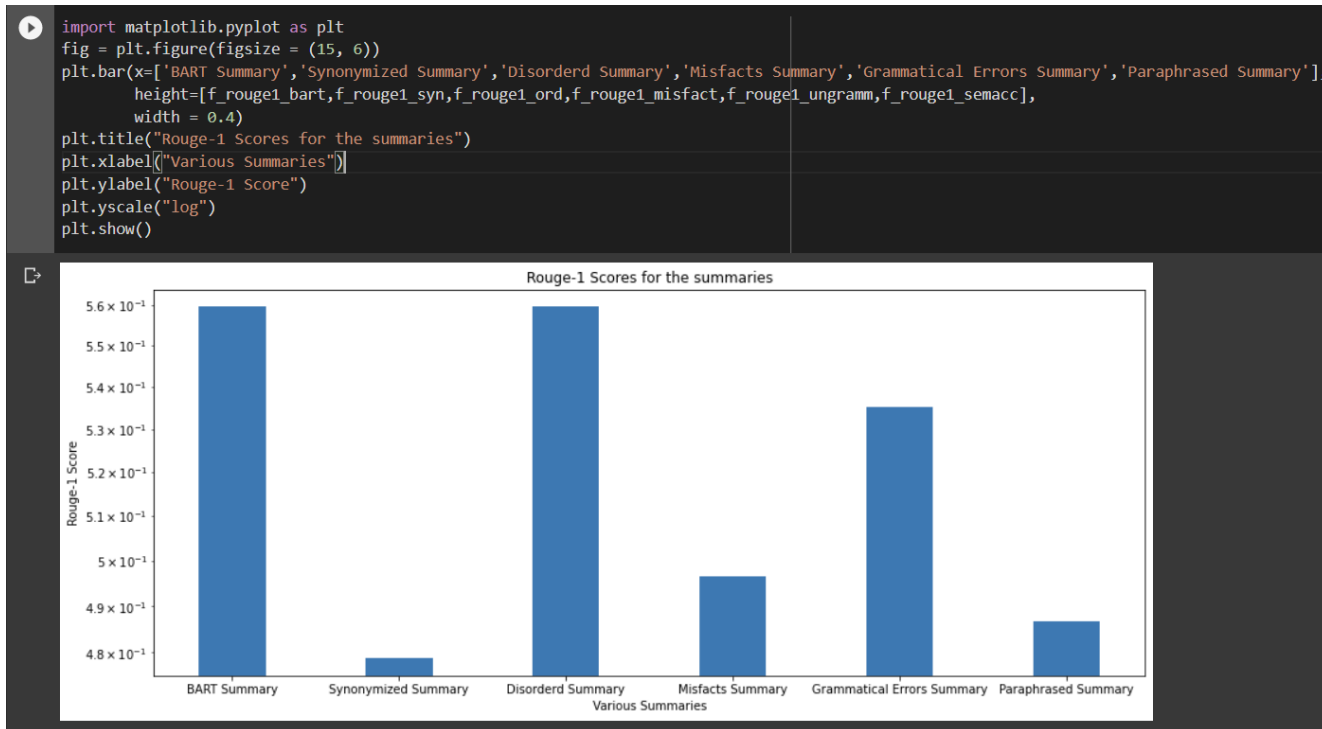 import matplotlib.pyplot as plt
fig = plt.figure(figsize = (15, 6))
plt.bar(x=['BART Summary','Synonymized Summary','Disorderd Summary','Misfacts Summary','Grammatical Errors Summary','Paraphrased Summary'],
height=[f_rouge1_bart,f_rouge1_syn,f_rouge1_ord,f_rouge1_misfact,f_rouge1_ungramm,f_rouge1_semacc],
width = 0.4)
plt.title("Rouge-1 Scores for the summaries")
plt.xlabel("Various Summaries")
plt.ylabel("Rouge-1 Score")
plt.yscale("log")
plt.show()
Rouge-1 Scores for the summaries
Rouge-1 Score
5.6 × 10⁻¹
5.5 × 10⁻¹
5.4 × 10⁻¹
5.3 × 10⁻¹
5.2 × 10⁻¹
5.1 × 10⁻¹
5 × 10⁻¹
4.9 × 10⁻¹
4.8 × 10⁻¹
BART Summary Synonymized Summary Disorderd Summary Misfacts Summary Grammatical Errors Summary Paraphrased Summary
Various Summaries